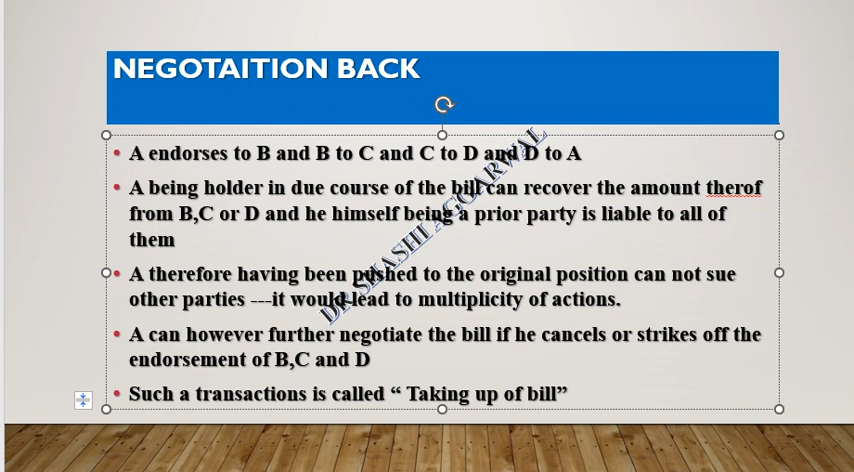 NEGOTAITION BACK
• A endorses to B and B to C and C to D and D to A
• A being holder in due course of the bill can recover the amount therof
from B,C or D and he himself being a prior party is liable to all of
them
• A therefore having been pushed to the original position can not sue
other parties ---it would lead to multiplicity of actions.
• A can however further negotiate the bill if he cancels or strikes off the
endorsement of B,C and D
• Such a transactions is called “ Taking up of bill”
DR SHASHI AGGARWAL